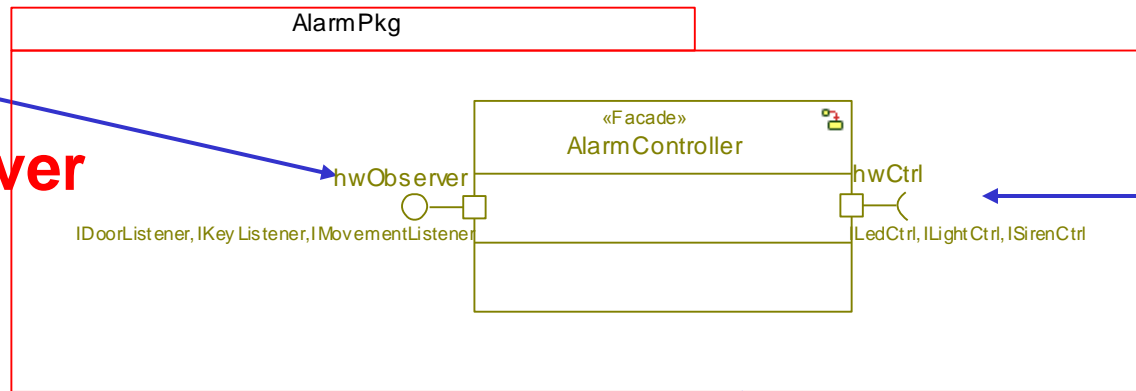 AlarmPkg
«Facade»
AlarmController
ver
hwObserver
hwCtrl
IDoorListener,IKeyListener,IMovementListener
ILedCtrl,ILightCtrl,ISirenCtrl